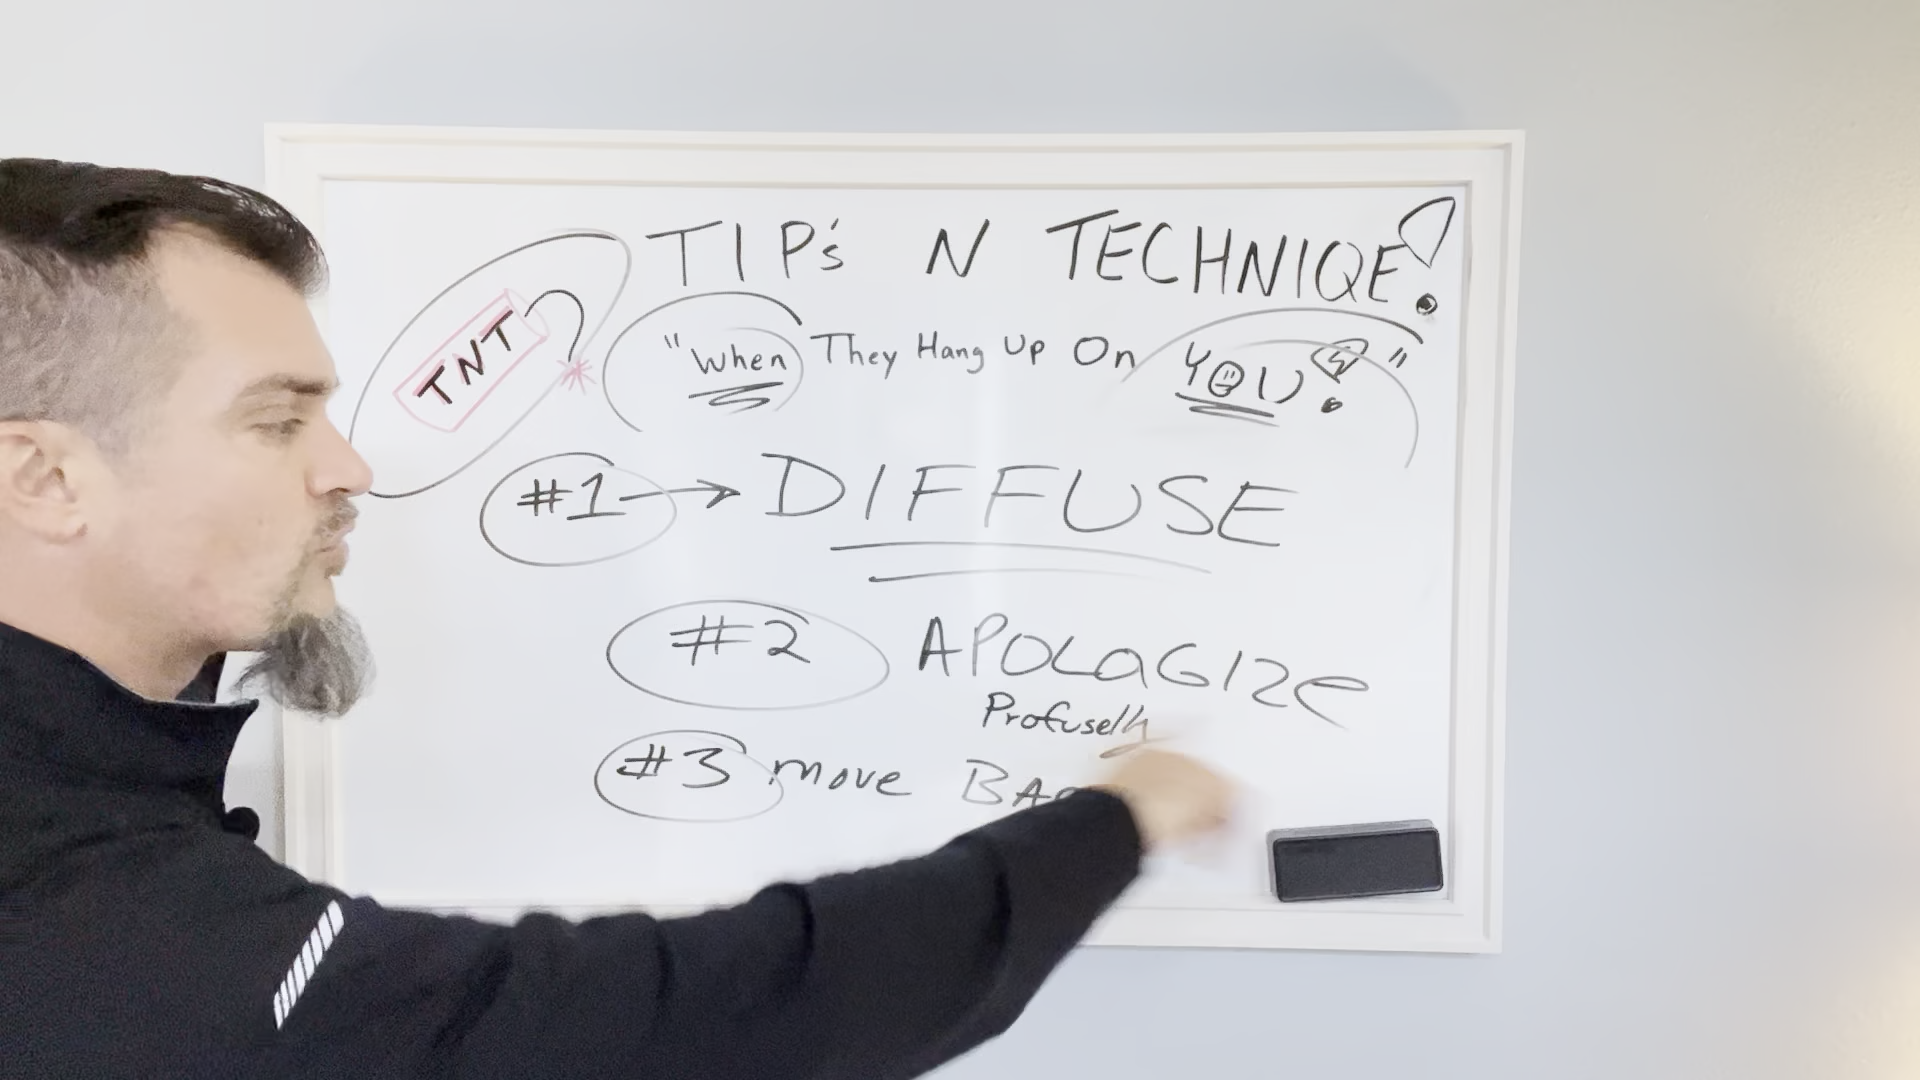 TIP's N TECHNIQE!
TNT
"When They Hang Up On YOU!"
#1 → DIFFUSE
#2 APOLAGIZE
Profusely
#3 move